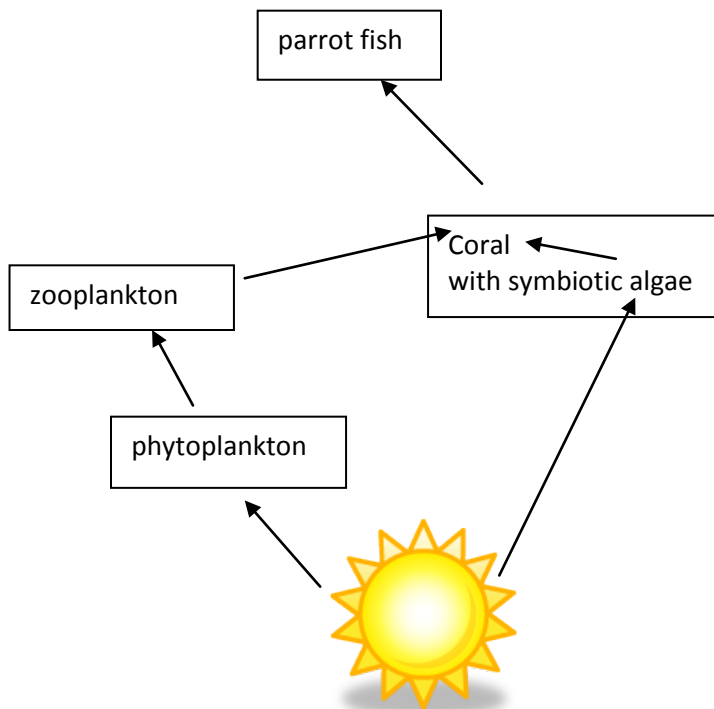 parrot fish
Coral
with symbiotic algae
zooplankton
phytoplankton